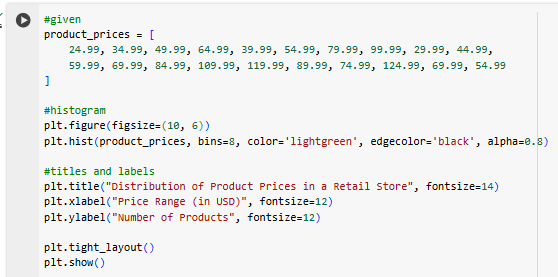 #given
product_prices = [
    24.99, 34.99, 49.99, 64.99, 39.99, 54.99, 79.99, 99.99, 29.99, 44.99,
    59.99, 69.99, 84.99, 109.99, 119.99, 89.99, 74.99, 124.99, 69.99, 54.99
]
#histogram
plt.figure(figsize=(10, 6))
plt.hist(product_prices, bins=8, color='lightgreen', edgecolor='black', alpha=0.8)
#titles and labels
plt.title("Distribution of Product Prices in a Retail Store", fontsize=14)
plt.xlabel("Price Range (in USD)", fontsize=12)
plt.ylabel("Number of Products", fontsize=12)
plt.tight_layout()
plt.show()